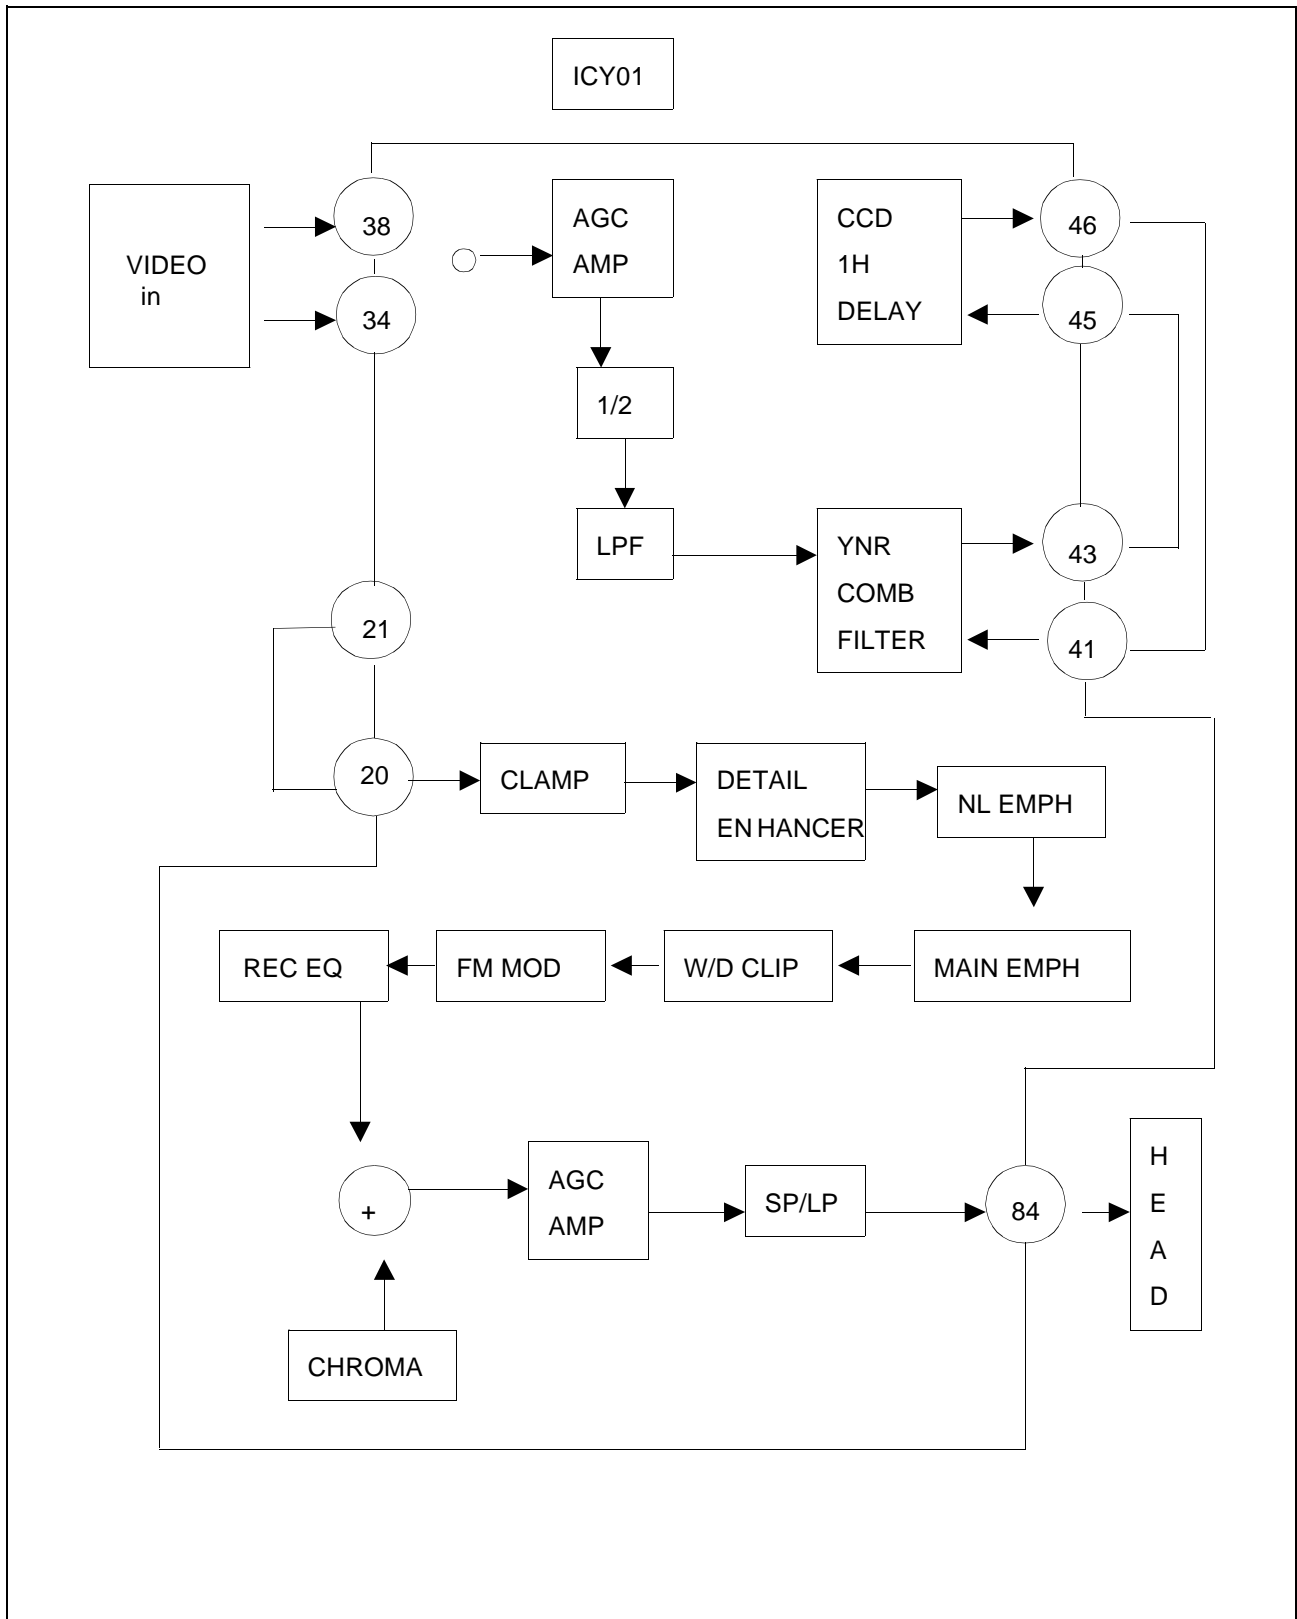 ICY01
VIDEO
in
38
34
AGC
AMP
CCD
1H
DELAY
46
45
1/2
LPF
YNR
COMB
FILTER
43
41
21
20
CLAMP
DETAIL
ENHANCER
NL EMPH
REC EQ
FM MOD
W/D CLIP
MAIN EMPH
+
AGC
AMP
SP/LP
84
H
E
A
D
CHROMA